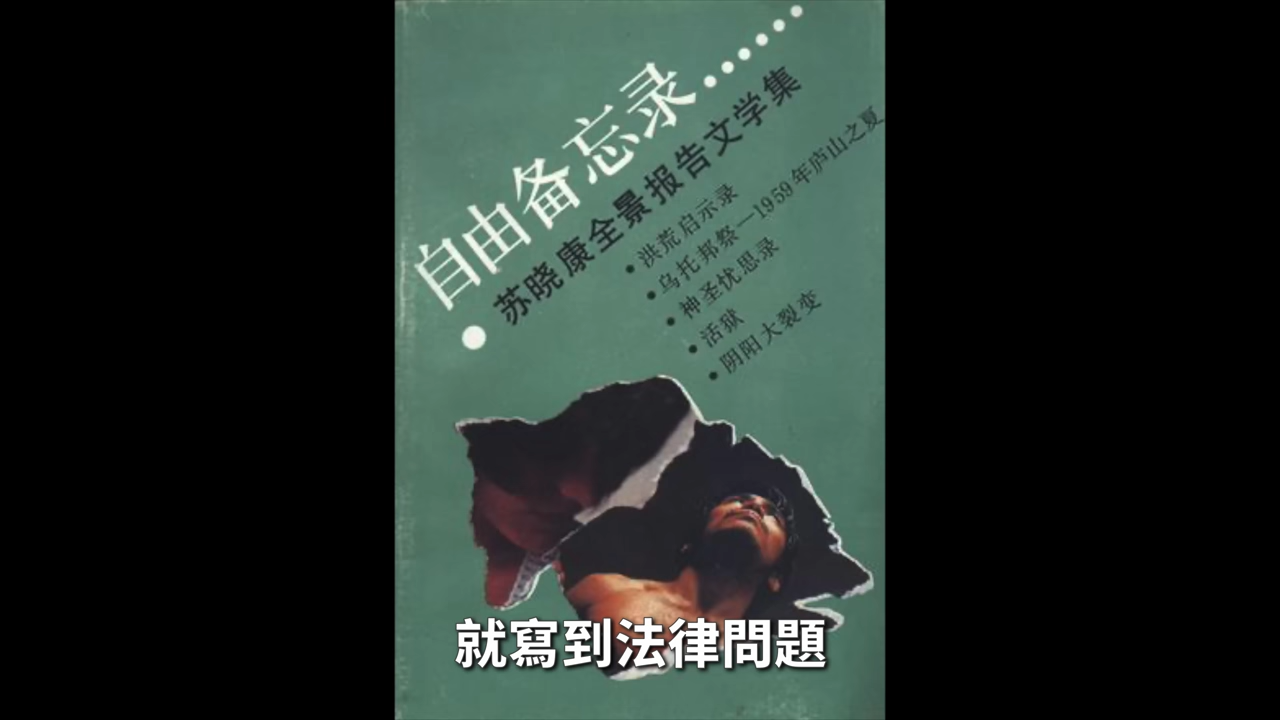 自由备忘录……
苏晓康全景报告文学集
•洪荒启示录
•乌托邦祭—1959年庐山之夏
•神圣忧思录
•活狱
•阴阳大裂变
就寫到法律問題